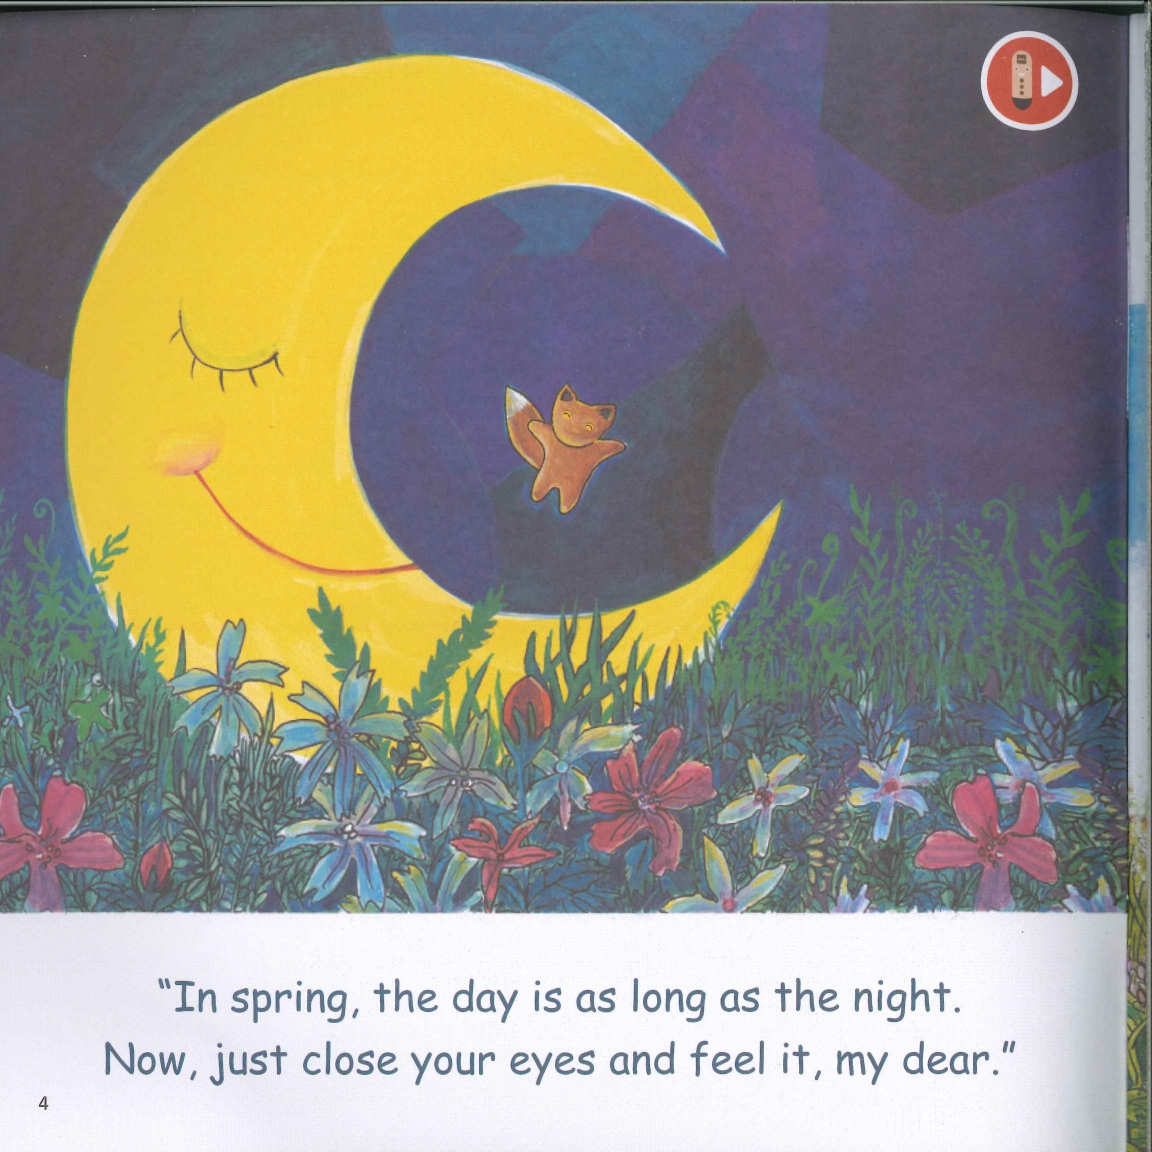 “In spring, the day is as long as the night.
Now, just close your eyes and feel it, my dear.”
4